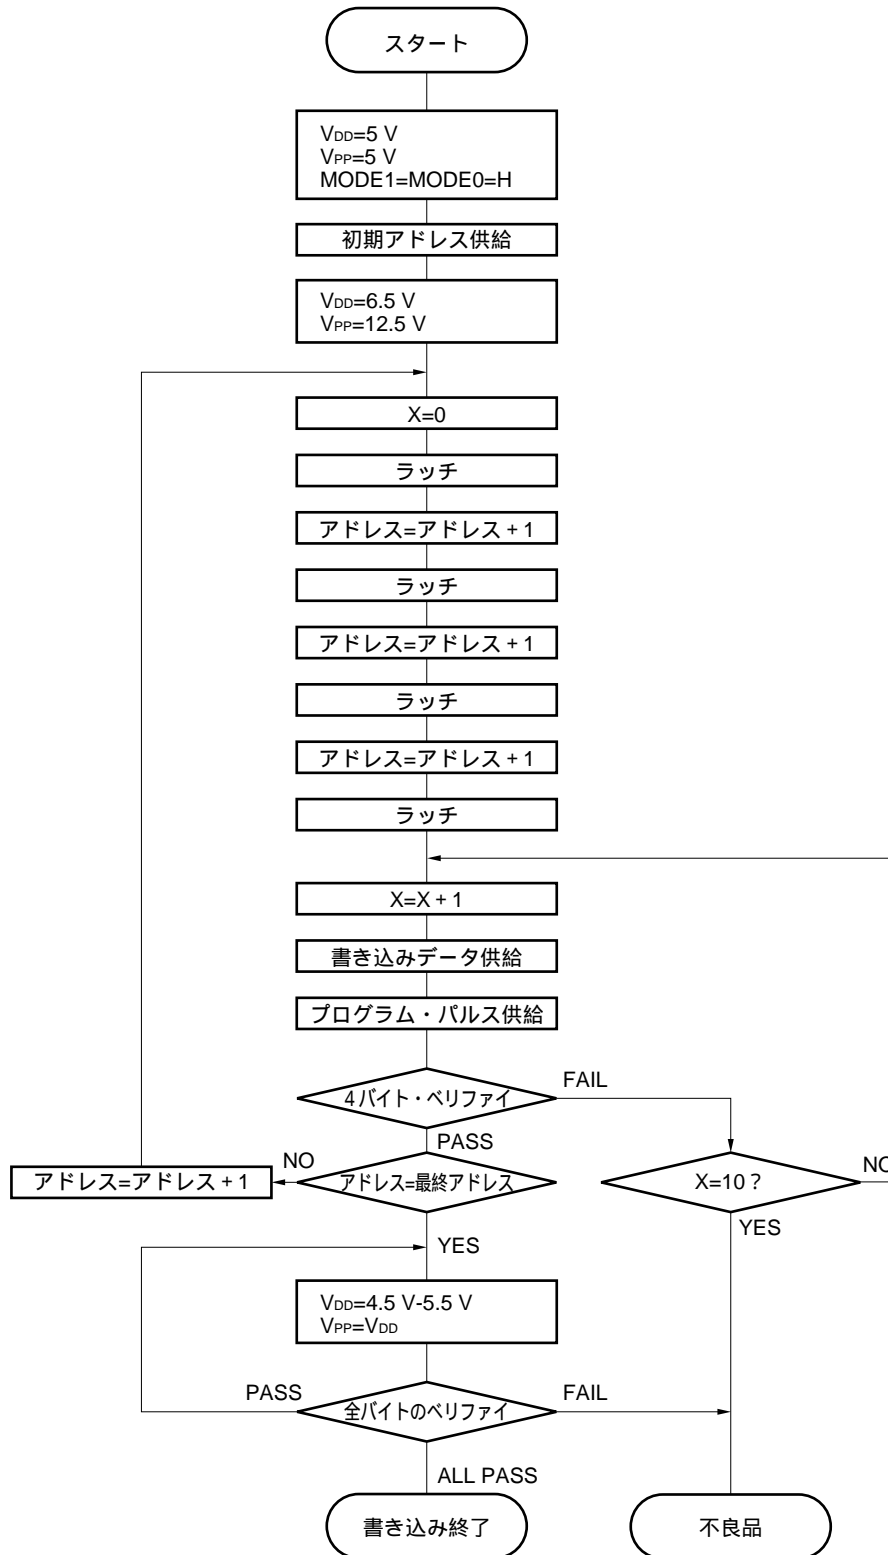 スタート
VDD=5 V
VPP=5 V
MODE1=MODE0=H
初期アドレス供給
VDD=6.5 V
VPP=12.5 V
X=0
ラッチ
アドレス=アドレス + 1
ラッチ
アドレス=アドレス + 1
ラッチ
アドレス=アドレス + 1
ラッチ
X=X + 1
書き込みデータ供給
プログラム・パルス供給
4バイト・ベリファイ
FAIL
PASS
アドレス=アドレス + 1
NO
アドレス=最終アドレス
X=10？
NO
YES
YES
VDD=4.5 V-5.5 V
VPP=VDD
PASS
全バイトのベリファイ
FAIL
ALL PASS
書き込み終了
不良品